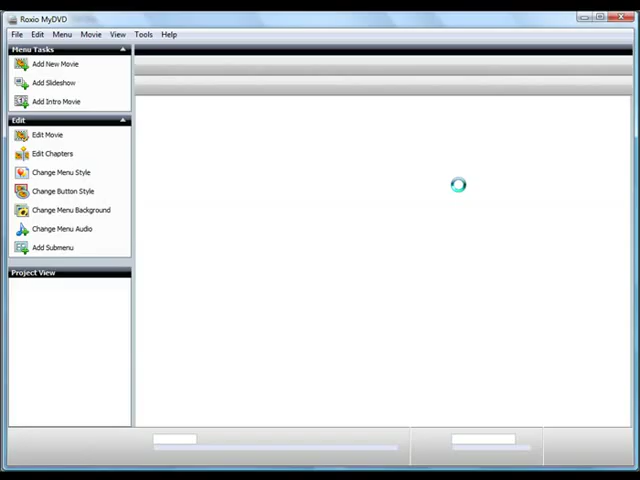 Roxio MyDVD
File Edit Menu Movie View Tools Help
Menu Tasks
Add New Movie
Add Slideshow
Add Intro Movie
Edit
Edit Movie
Edit Chapters
Change Menu Style
Change Button Style
Change Menu Background
Change Menu Audio
Add Submenu
Project View